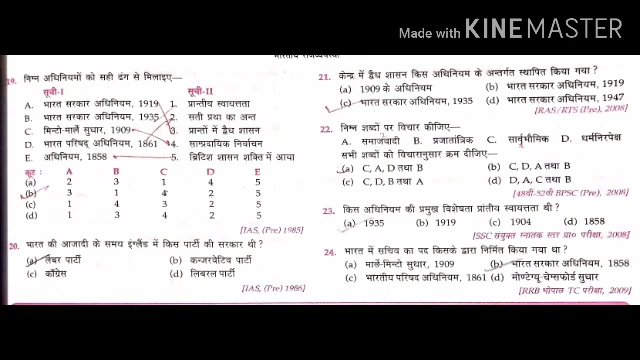 Made with KINEMASTER
भारतीय राजव्यवस्था
19. निम्न अधिनियमों को सही ढंग से मिलाइए—
सूची-I सूची-II
A. भारत सरकार अधिनियम, 1919 1. प्रान्तीय स्वायत्तता
B. भारत सरकार अधिनियम, 1935 2. सती प्रथा का अन्त
C. मिन्टो-मार्ले सुधार, 1909 3. प्रान्तों में द्वैध शासन
D. भारत परिषद् अधिनियम, 1861 4. साम्प्रदायिक निर्वाचन
E. अधिनियम, 1858 5. ब्रिटिश शासन शक्ति में आया
कूट : A B C D E
(a) 2 3 1 4 5
(b) 3 1 4 2 5
(c) 1 4 3 2 5
(d) 1 3 4 2 5
[IAS, (Pre) 1985]
20. भारत की आजादी के समय इंग्लैंड में किस पार्टी की सरकार थी ?
(a) लेबर पार्टी (b) कन्जरवेटिव पार्टी
(c) काँग्रेस (d) लिबरल पार्टी
[IAS, (Pre) 1986]
21. केन्द्र में द्वैध शासन किस अधिनियम के अन्तर्गत स्थापित किया गया ?
(a) 1909 के अधिनियम (b) भारत सरकार अधिनियम, 1919
(c) भारत सरकार अधिनियम, 1935 (d) भारत सरकार अधिनियम, 1947
[RAS/RTS (Pre), 2008]
22. निम्न शब्दों पर विचार कीजिए—
A. समाजवादी B. प्रजातांत्रिक C. सार्वभौमिक D. धर्मनिरपेक्ष
सभी शब्दों को विचारानुसार क्रम दीजिए—
(a) C, A, D तथा B (b) C, D, A तथा B
(c) C, D, B तथा A (d) D, A, C तथा B
[48वीं-52वीं BPSC (Pre), 2008]
23. किस अधिनियम की प्रमुख विशेषता प्रांतीय स्वायत्तता थी ?
(a) 1935 (b) 1919 (c) 1904 (d) 1858
[SSC संयुक्त स्नातक स्तर प्रा० परीक्षा, 2008]
24. भारत में सचिव का पद किसके द्वारा निर्मित किया गया था ?
(a) मार्ले-मिन्टो सुधार, 1909 (b) भारत सरकार अधिनियम, 1858
(c) भारतीय परिषद अधिनियम, 1861 (d) मोण्टेग्यू-चेम्सफोर्ड सुधार
[RRB भोपाल TC परीक्षा, 2009]